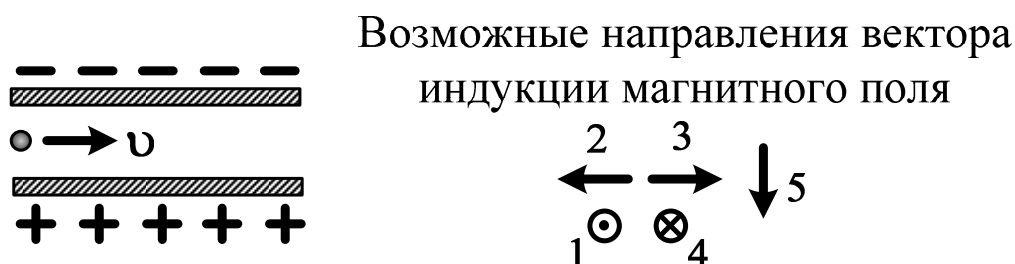 Возможные направления вектора
индукции магнитного поля
− − − − −
υ
+ + + + +
2 3
5
1 4